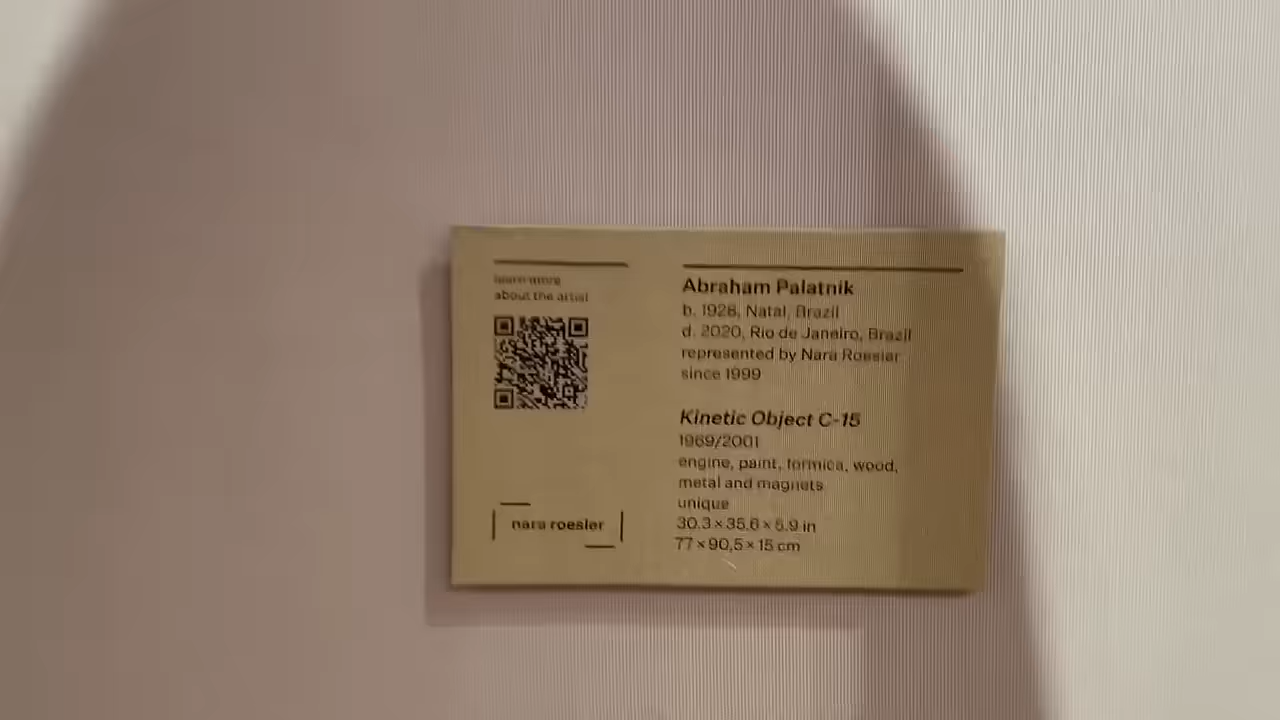 learn more
about the artist
nara roesler
Abraham Palatnik
b. 1928, Natal, Brazil
d. 2020, Rio de Janeiro, Brazil
represented by Nara Roesler
since 1999
Kinetic Object C-15
1969/2001
engine, paint, formica, wood,
metal and magnets
unique
30.3 × 35.6 × 5.9 in
77 × 90,5 × 15 cm